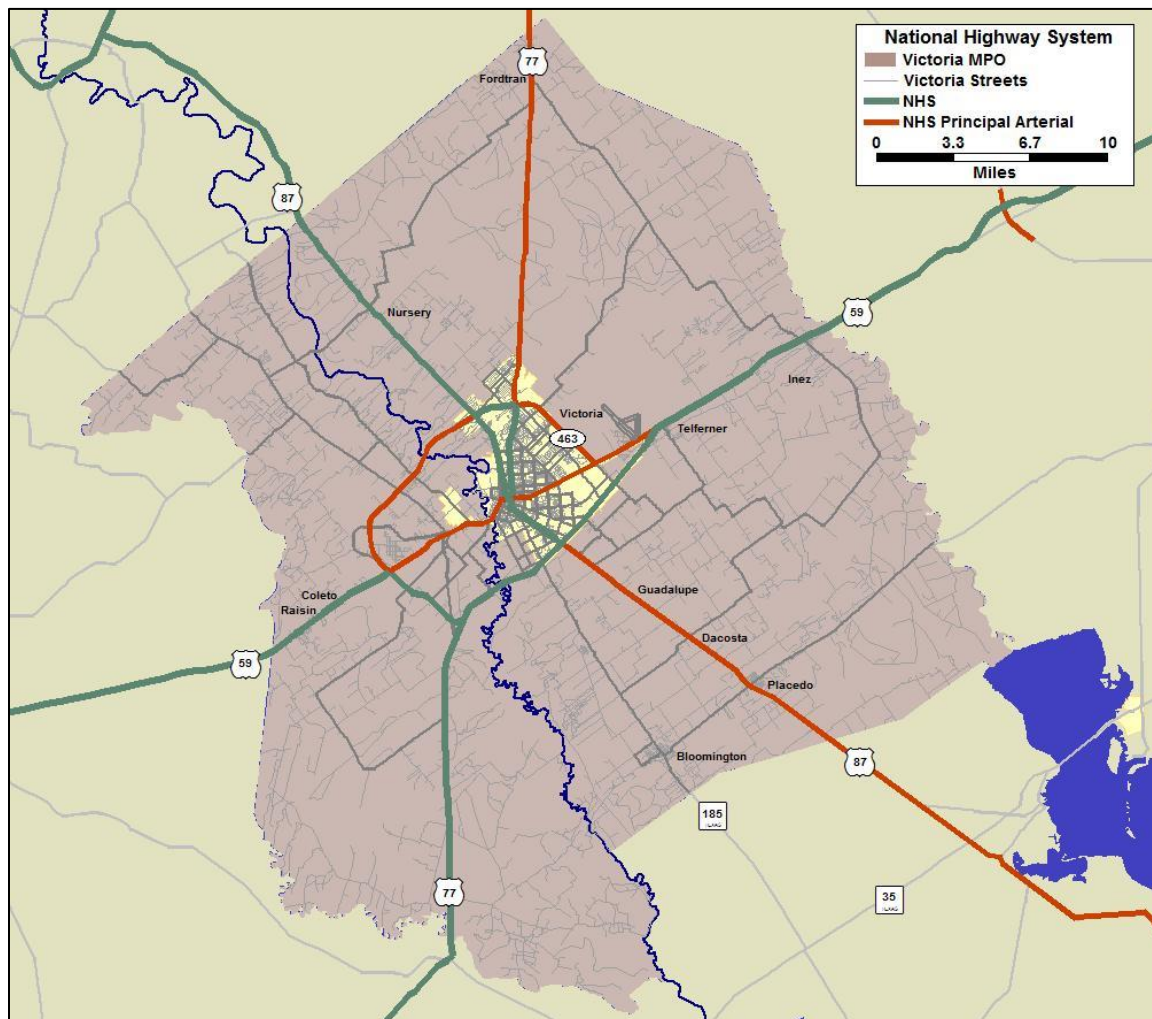 National Highway System
Victoria MPO
Victoria Streets
NHS
NHS Principal Arterial
0 3.3 6.7 10
Miles
77
Fordtran
87
59
Nursery
Inez
Victoria
Telferner
463
Coleto
Raisin
Guadalupe
Dacosta
59
Placedo
Bloomington
87
185
TEXAS
77
35
TEXAS